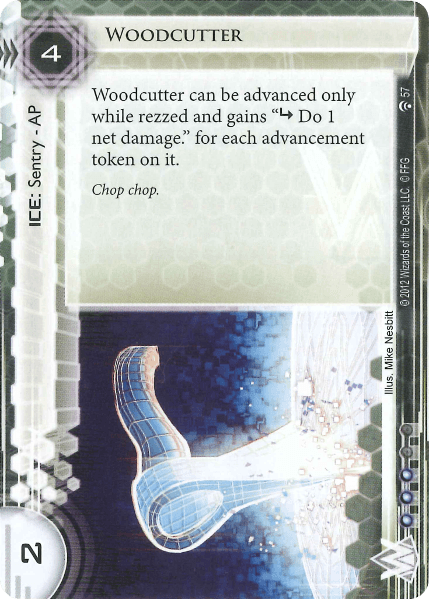 WOODCUTTER
4
ICE: Sentry - AP
Woodcutter can be advanced only
while rezzed and gains “↳ Do 1
net damage.” for each advancement
token on it.
Chop chop.
57
© 2012 Wizards of the Coast LLC. © FFG
Illus. Mike Nesbitt
2